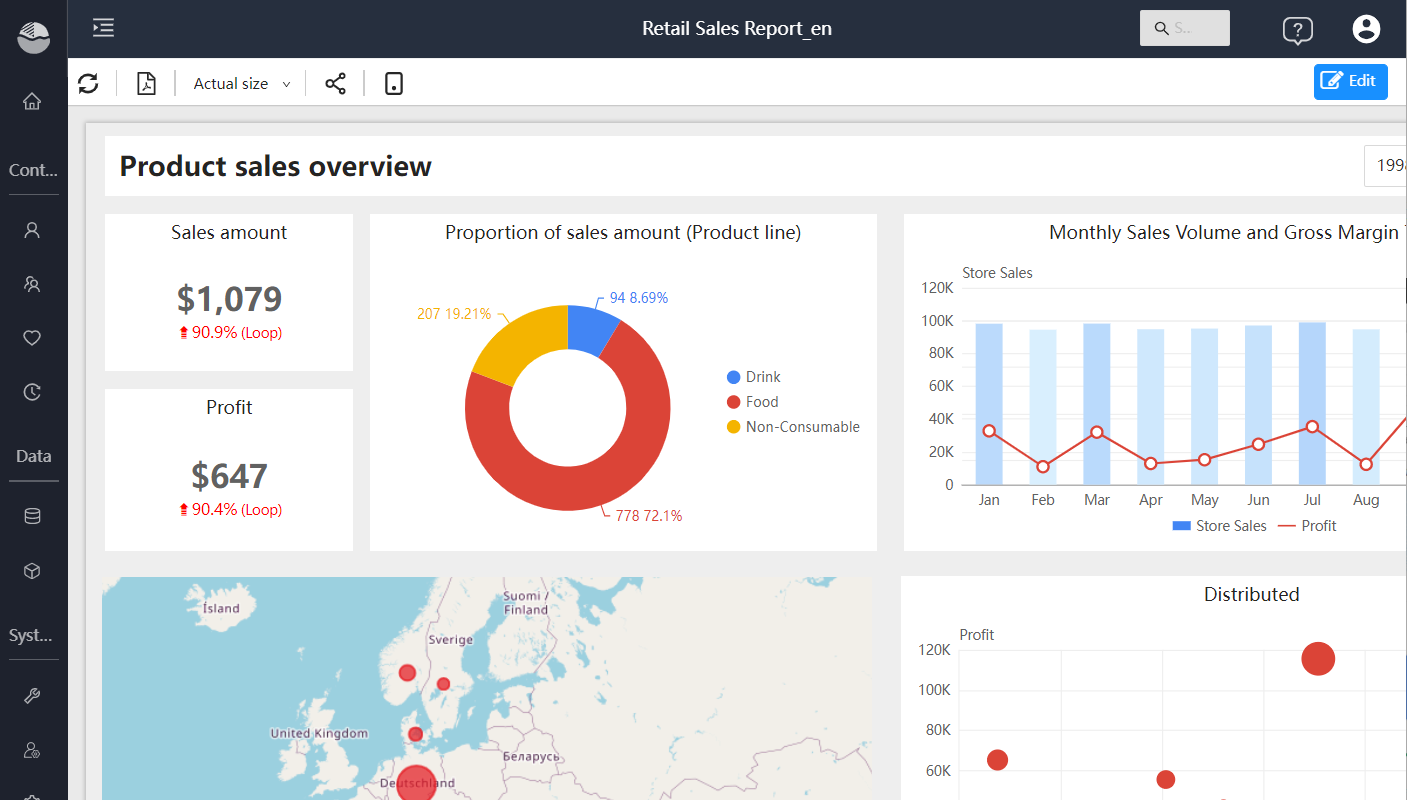 Retail Sales Report_en
S...
Actual size
Edit
Cont...
Data
Syst...
Product sales overview
Sales amount
$1,079
90.9% (Loop)
Profit
$647
90.4% (Loop)
Proportion of sales amount (Product line)
94 8.69%
207 19.21%
778 72.1%
Drink
Food
Non-Consumable
Monthly Sales Volume and Gross Margin
Store Sales
120K
100K
80K
60K
40K
20K
0
Jan Feb Mar Apr May Jun Jul Aug
Store Sales Profit
Ísland
Suomi /
Finland
Sverige
United Kingdom
Беларусь
Deutschland
Distributed
Profit
120K
100K
80K
60K